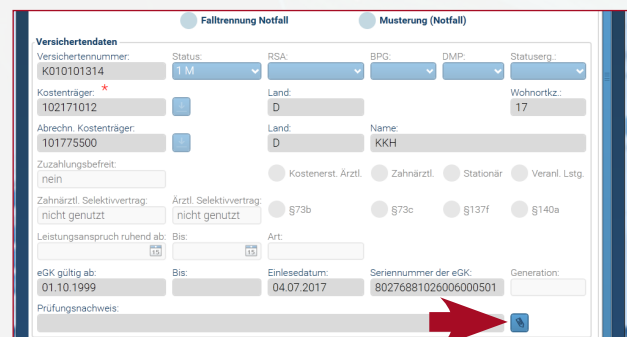 Falltrennung Notfall Musterung (Notfall)
Versichertendaten
Versichertennummer: Status: RSA: BPG: DMP: Statuserg.:
K010101314 1 M
Kostenträger: * Land: Wohnortkz.:
102171012 D 17
Abrechn. Kostenträger: Land: Name:
101775500 D KKH
Zuzahlungsbefreit:
nein Kostenerst. Ärztl. Zahnärztl. Stationär Veranl. Lstg.
Zahnärztl. Selektivvertrag: Ärztl. Selektivvertrag:
nicht genutzt nicht genutzt §73b §73c §137f §140a
Leistungsanspruch ruhend ab: Bis: Art:
15 15
eGK gültig ab: Bis: Einlesedatum: Seriennummer der eGK: Generation:
01.10.1999 04.07.2017 80276881026006000501
Prüfungsnachweis: